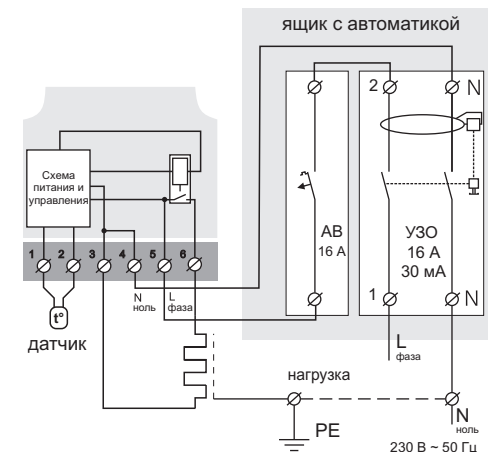 ящик с автоматикой
2
N
Схема
питания и
управления
АВ
16 А
УЗО
16 А
30 мА
1
2
3
4
5
6
N
ноль
L
фаза
1
N
t°
датчик
L
фаза
нагрузка
PE
N
ноль
230 В ~ 50 Гц